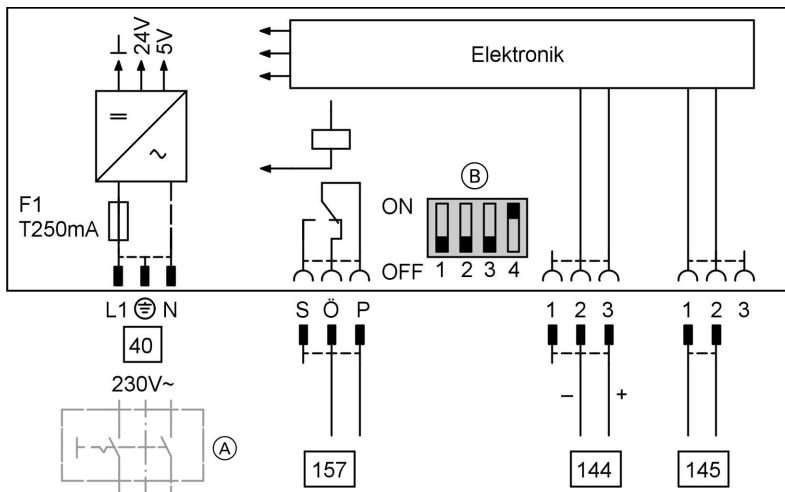 ⊥ 24V 5V
Elektronik
=
~
F1
T250mA
B
ON
OFF 1 2 3 4
L1 N
S Ö P
1 2 3
1 2 3
40
230V~
– +
A
157
144
145